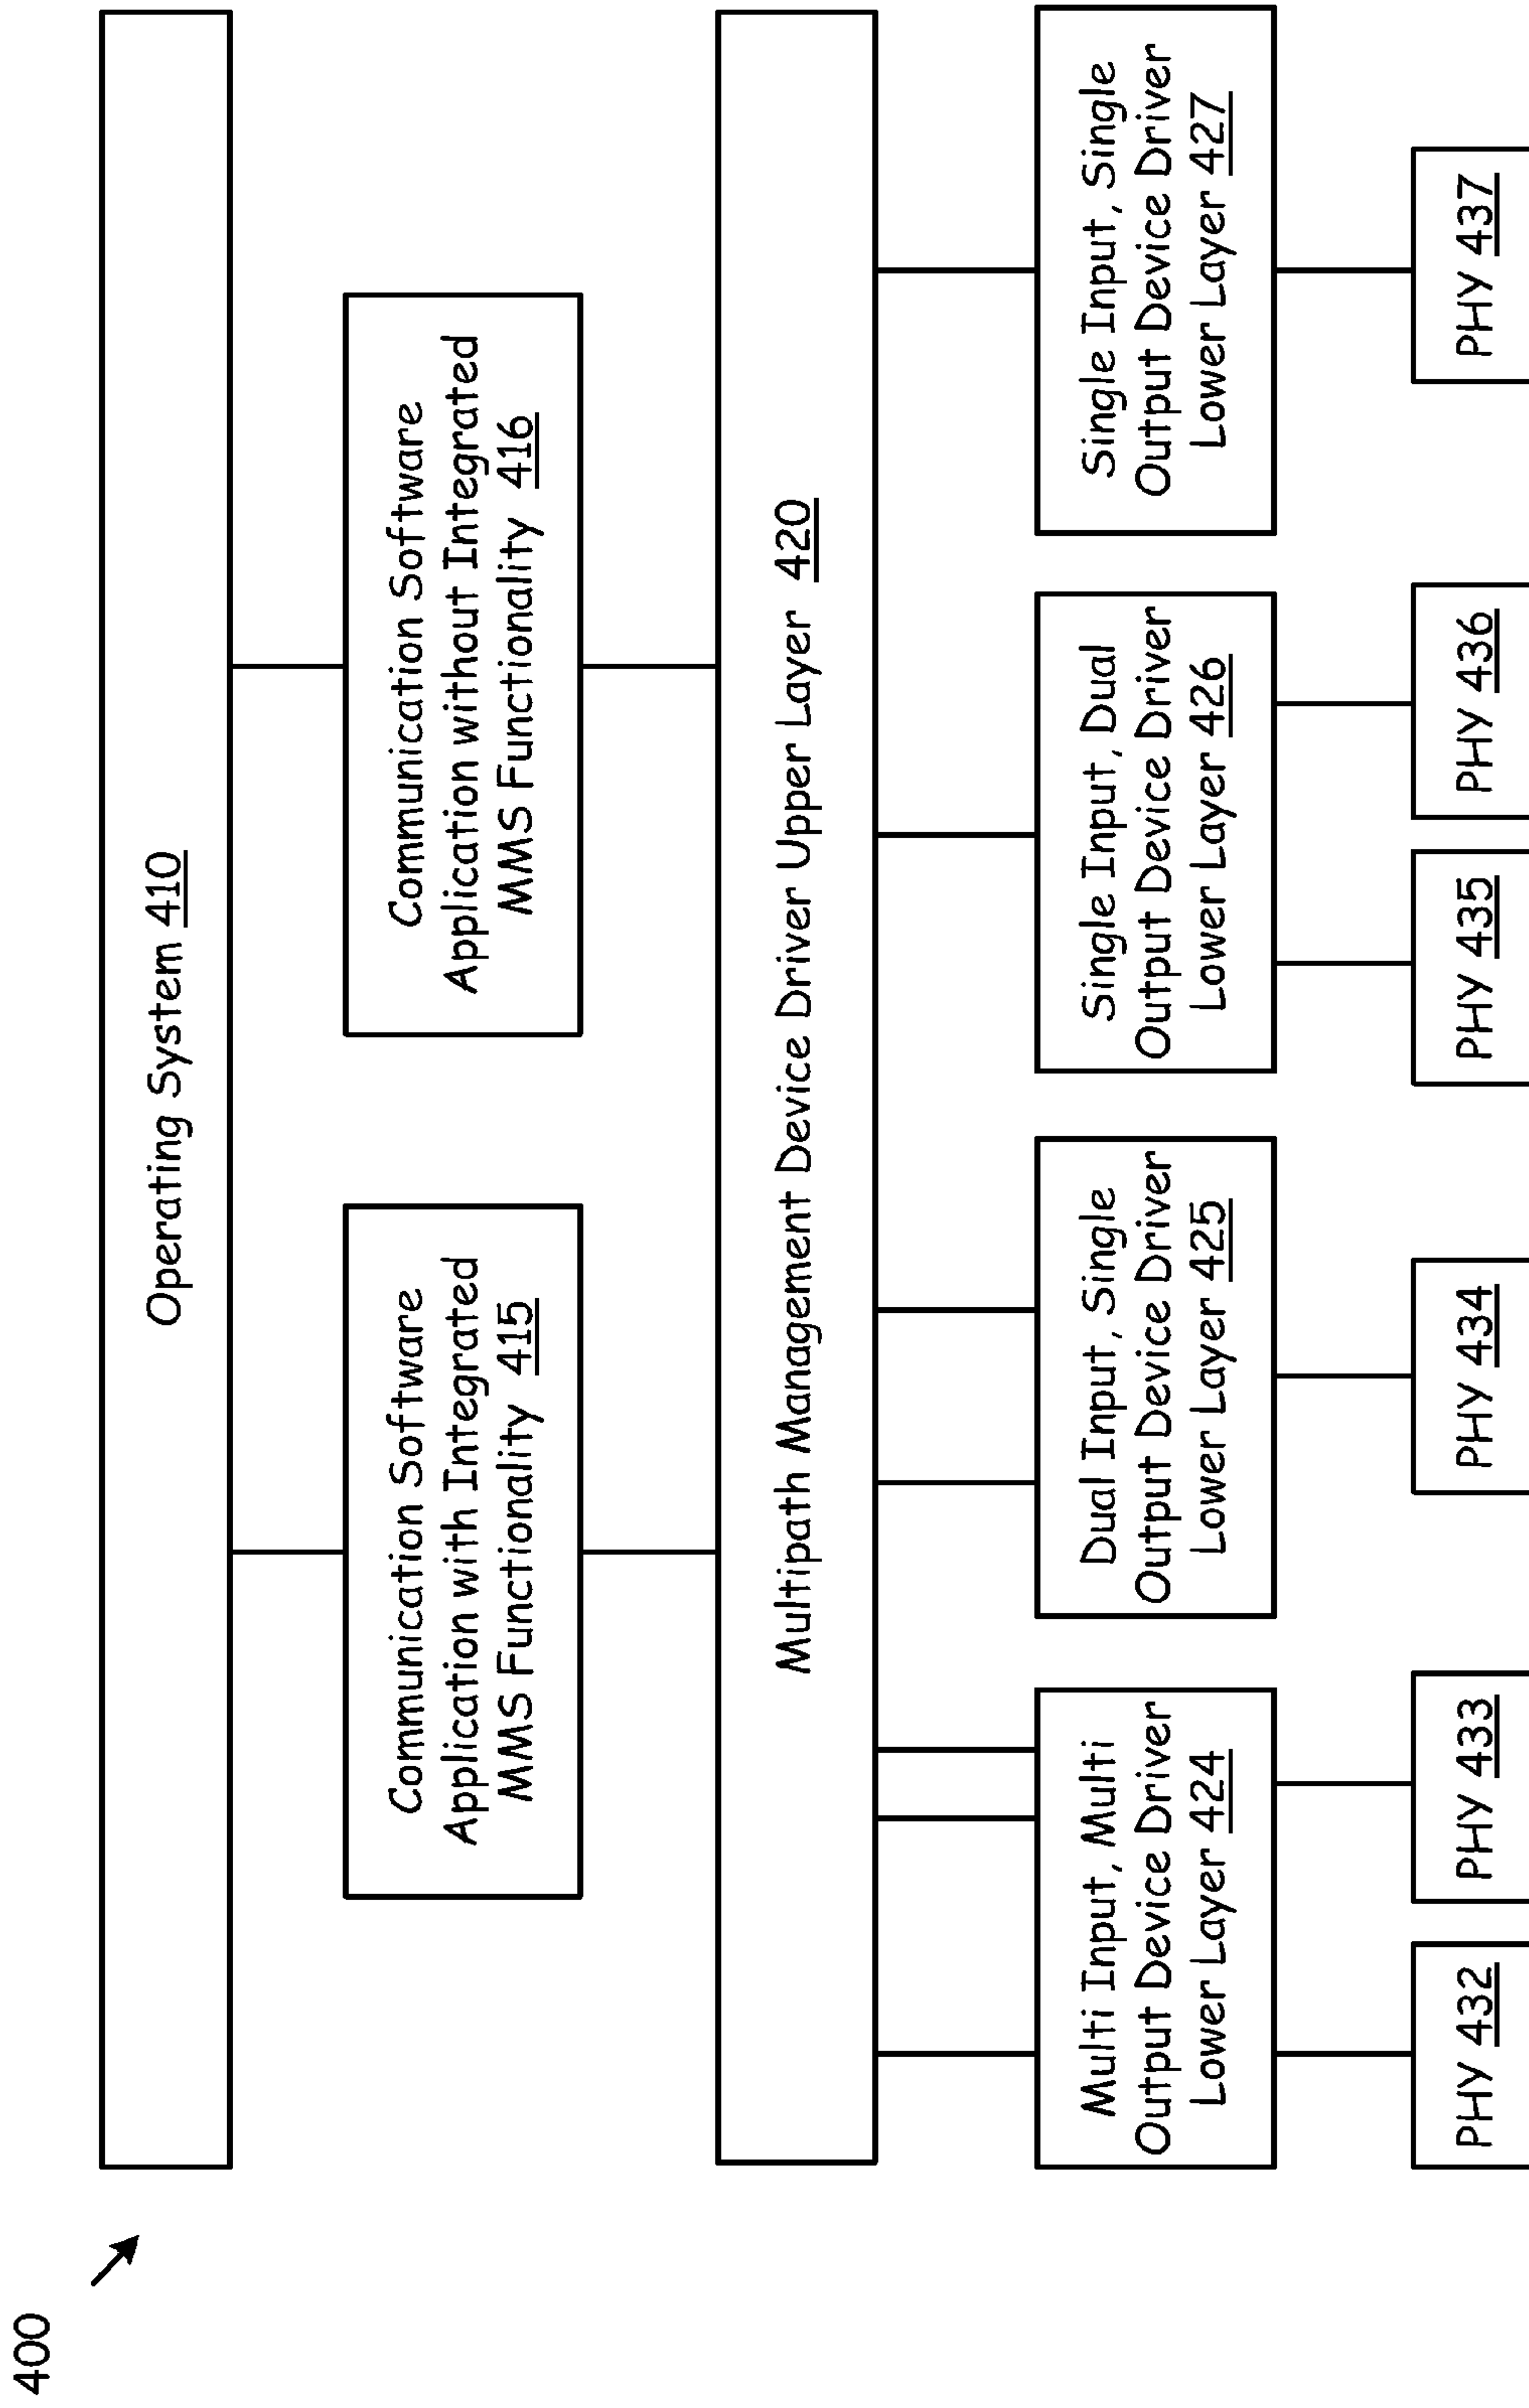 400
Operating System 410
Communication Software
Application with Integrated
MMS Functionality 415
Communication Software
Application without Integrated
MMS Functionality 416
Multipath Management Device Driver Upper Layer 420
Multi Input, Multi
Output Device Driver
Lower Layer 424
Dual Input, Single
Output Device Driver
Lower Layer 425
Single Input, Dual
Output Device Driver
Lower Layer 426
Single Input, Single
Output Device Driver
Lower Layer 427
PHY 432
PHY 433
PHY 434
PHY 435
PHY 436
PHY 437